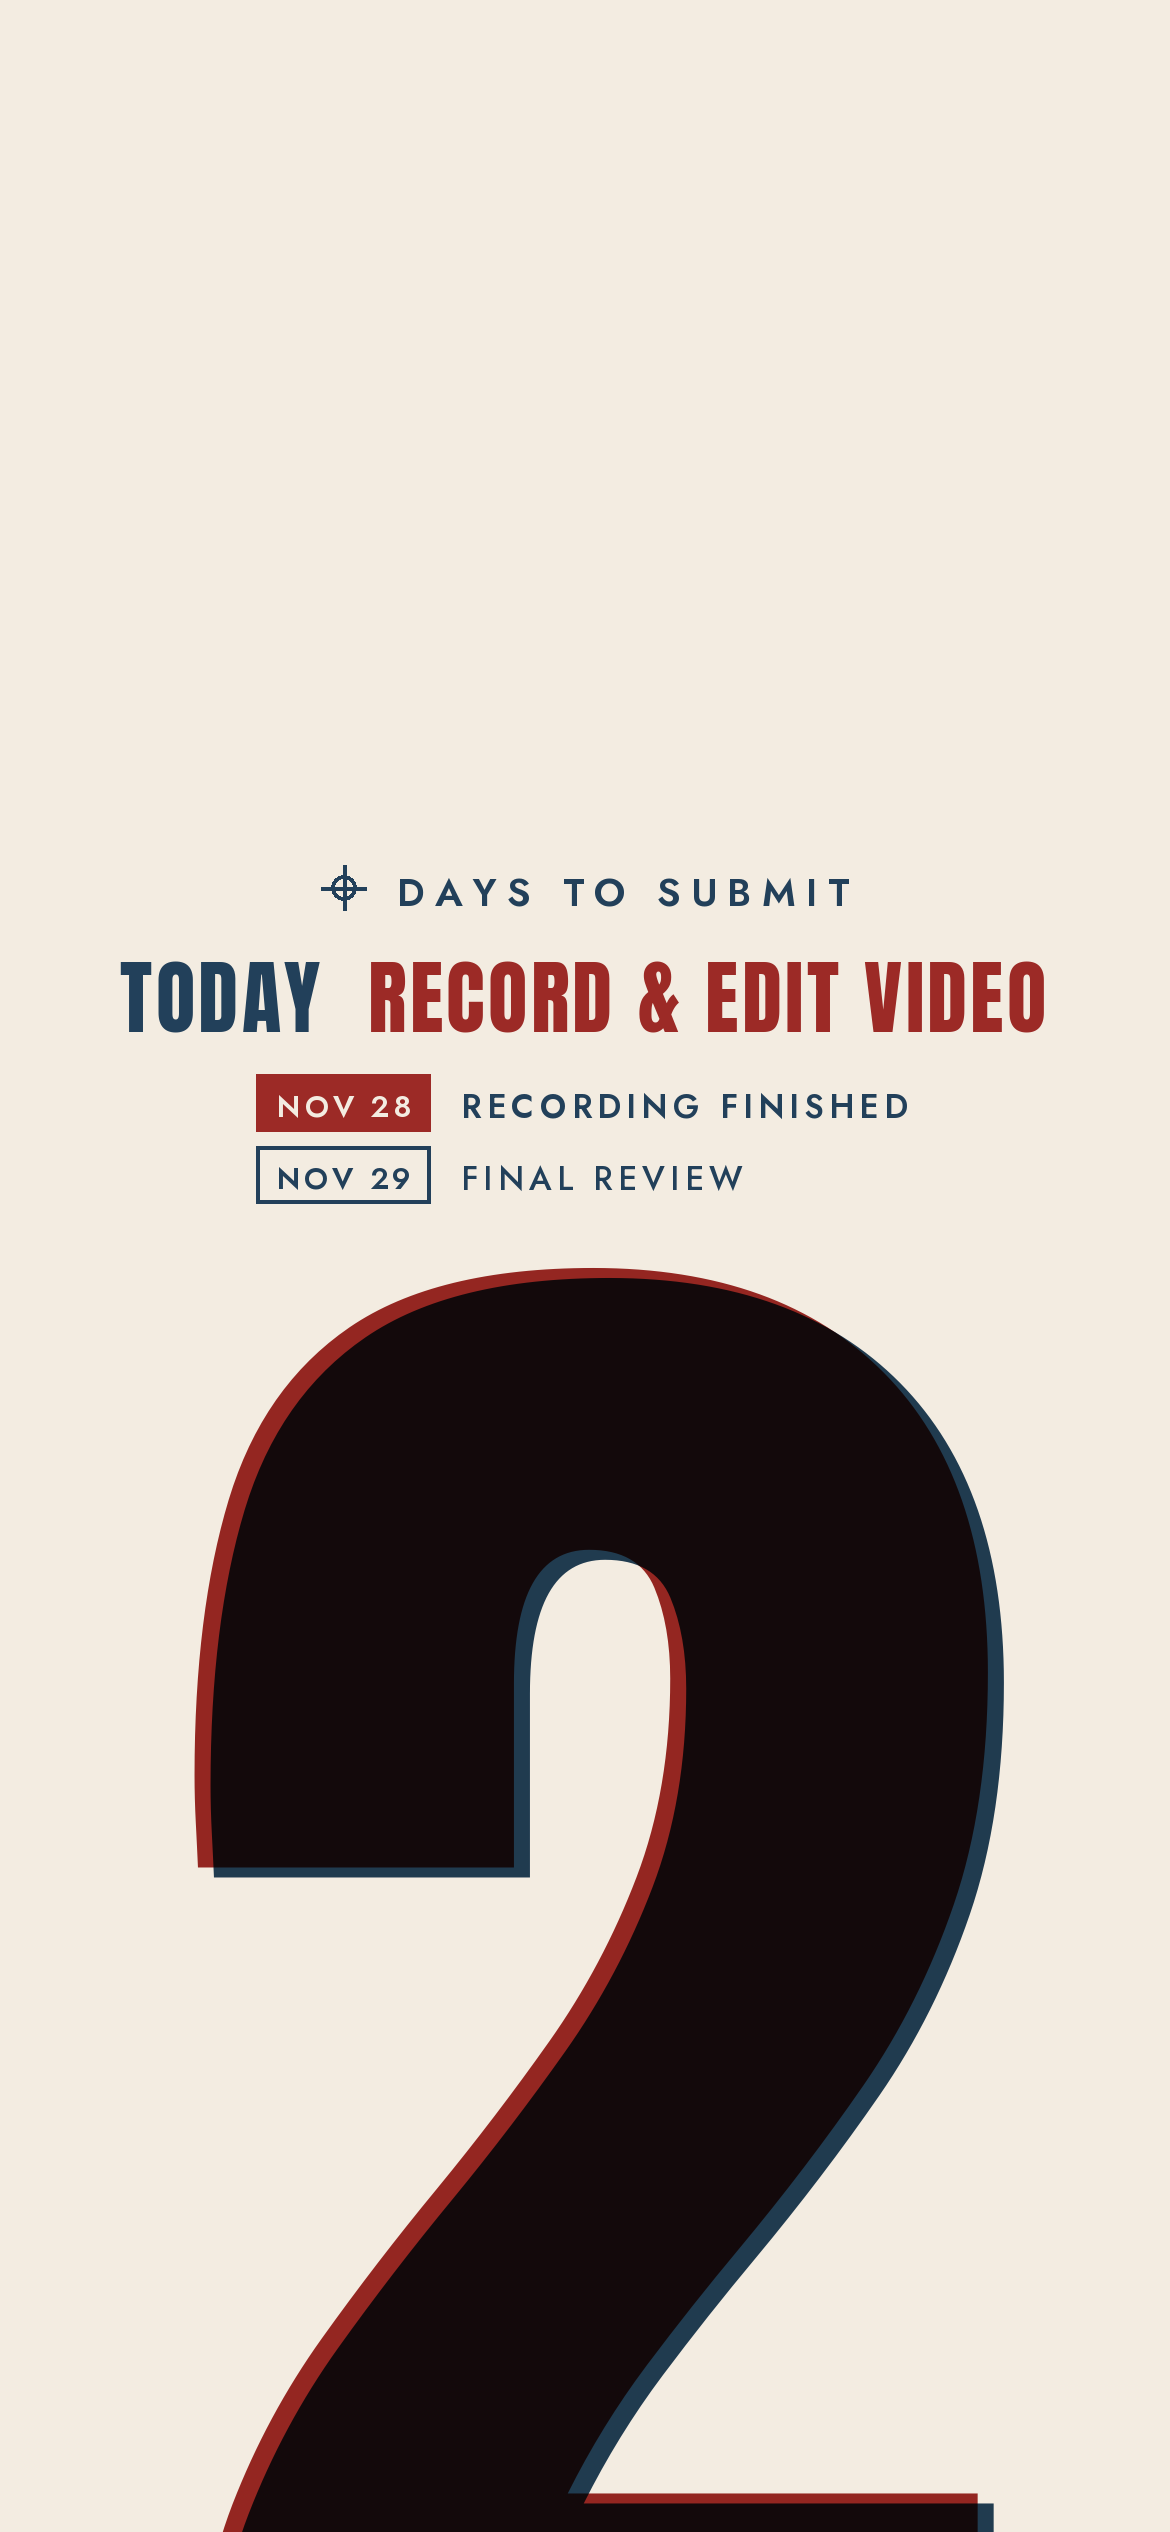 DAYS TO SUBMIT
TODAY RECORD & EDIT VIDEO
NOV 28 RECORDING FINISHED
NOV 29 FINAL REVIEW
2